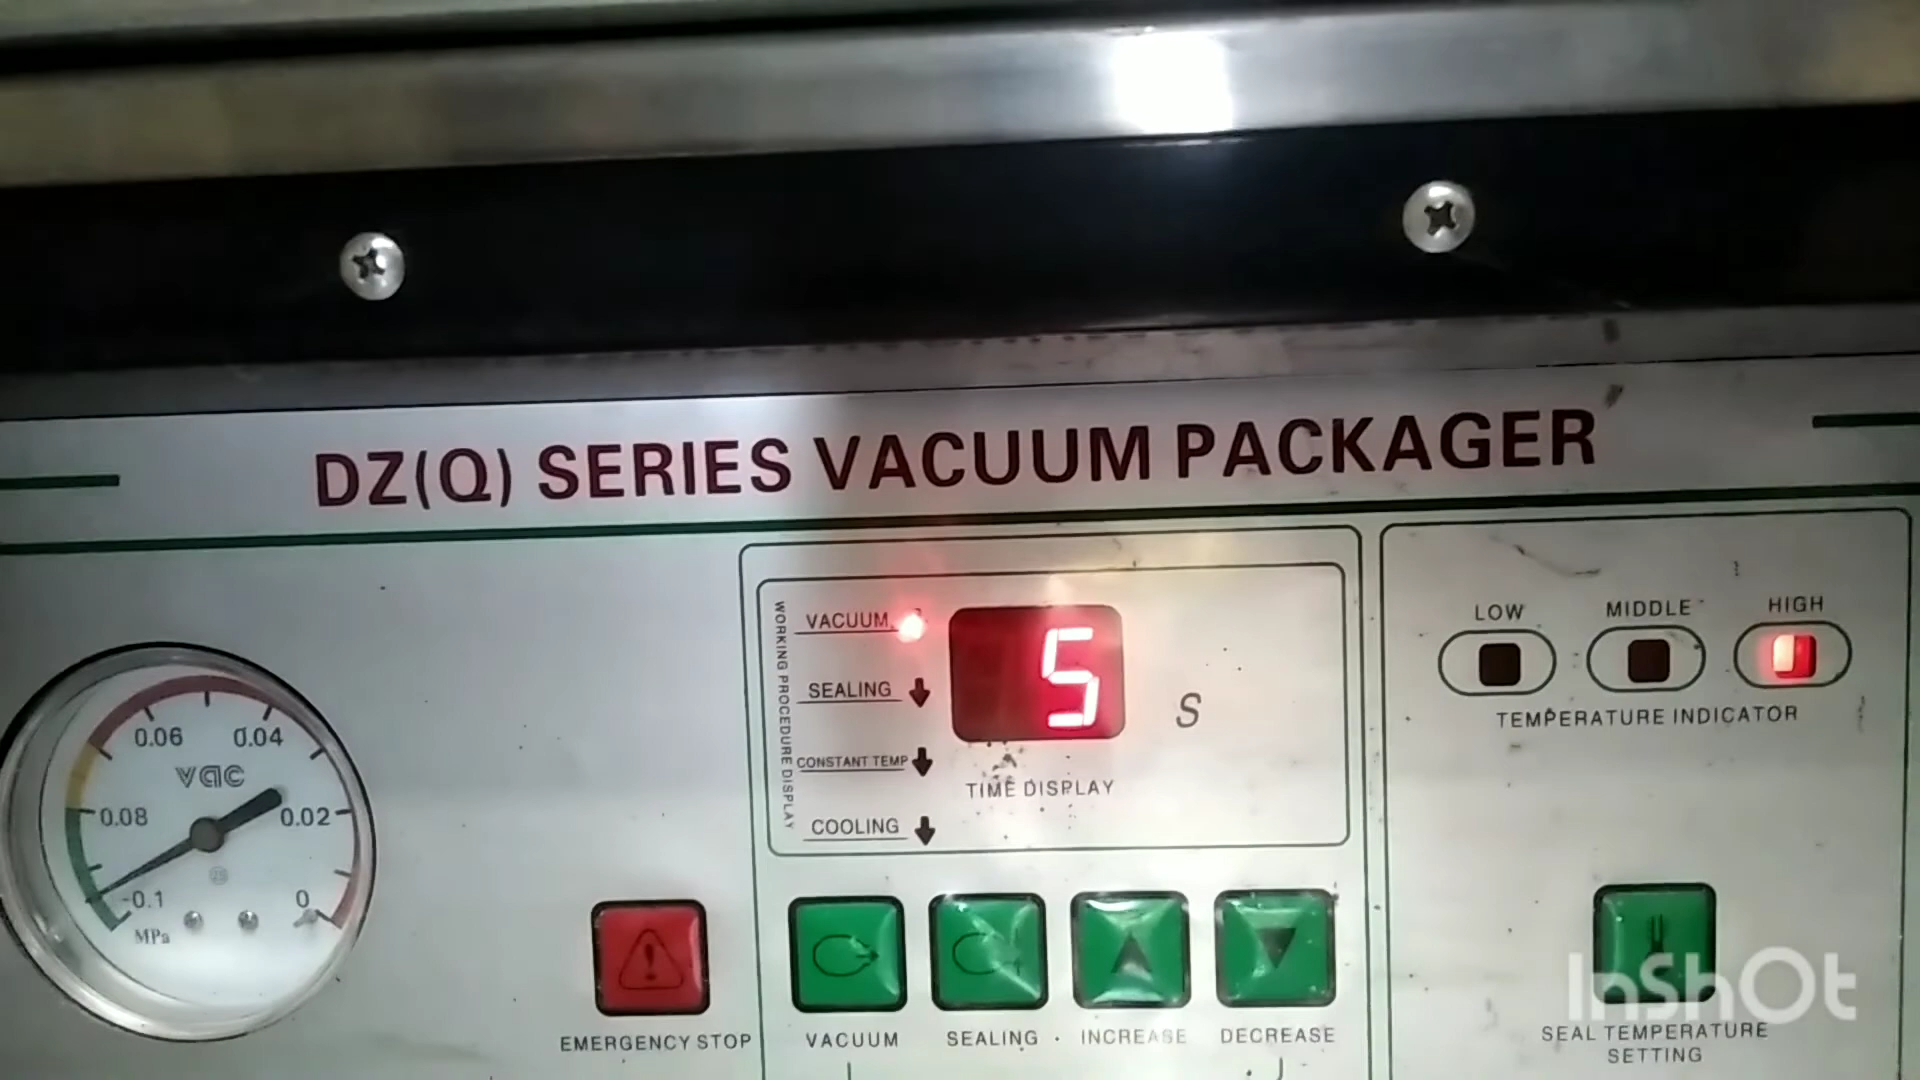 DZ(Q) SERIES VACUUM PACKAGER
WORKING PROCEDURE DISPLAY
VACUUM
SEALING
CONSTANT TEMP
COOLING
5
S
TIME DISPLAY
LOW
MIDDLE
HIGH
TEMPERATURE INDICATOR
0.06
0.04
vac
0.08
0.02
-0.1
0
MPa
EMERGENCY STOP
VACUUM
SEALING
INCREASE
DECREASE
SEAL TEMPERATURE
SETTING
InShOt